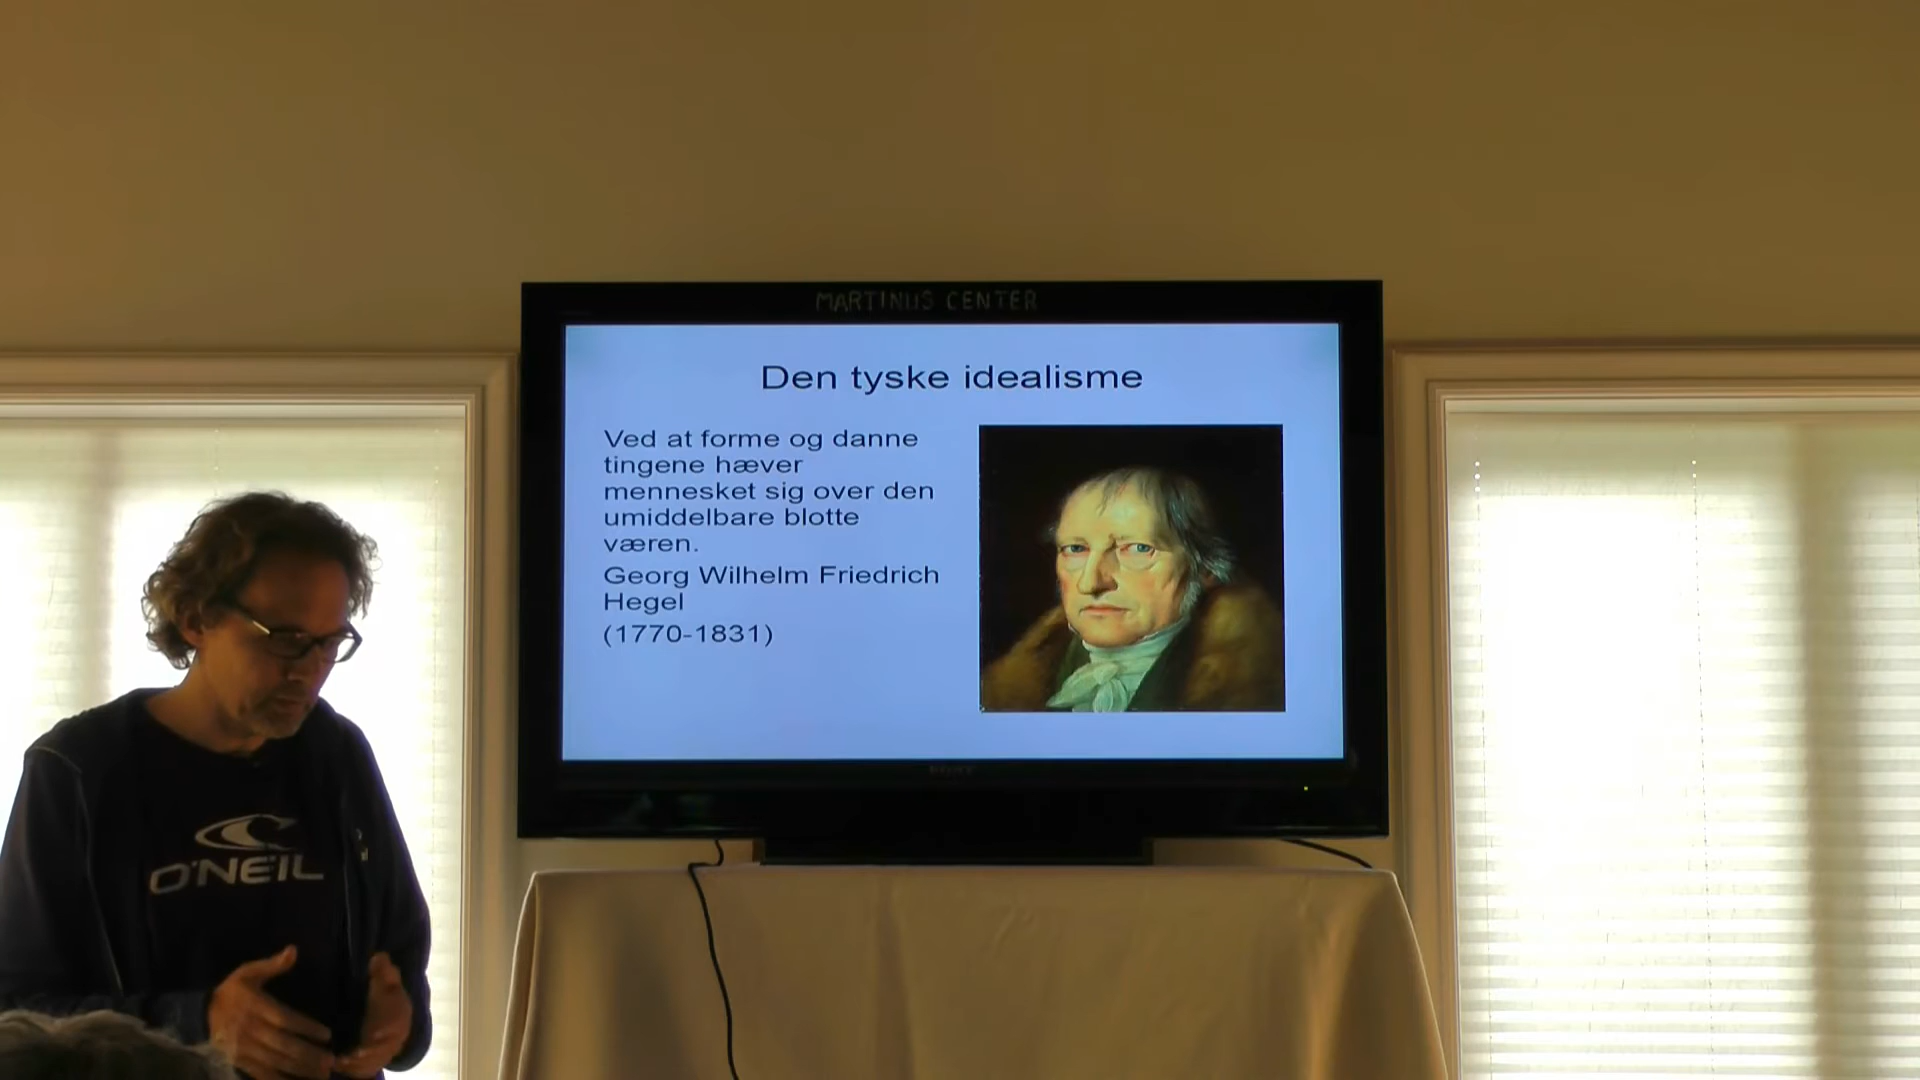 MARTINUS CENTER
Den tyske idealisme
Ved at forme og danne
tingene hæver
mennesket sig over den
umiddelbare blotte
væren.
Georg Wilhelm Friedrich
Hegel
(1770-1831)
SONY
O'NEIL